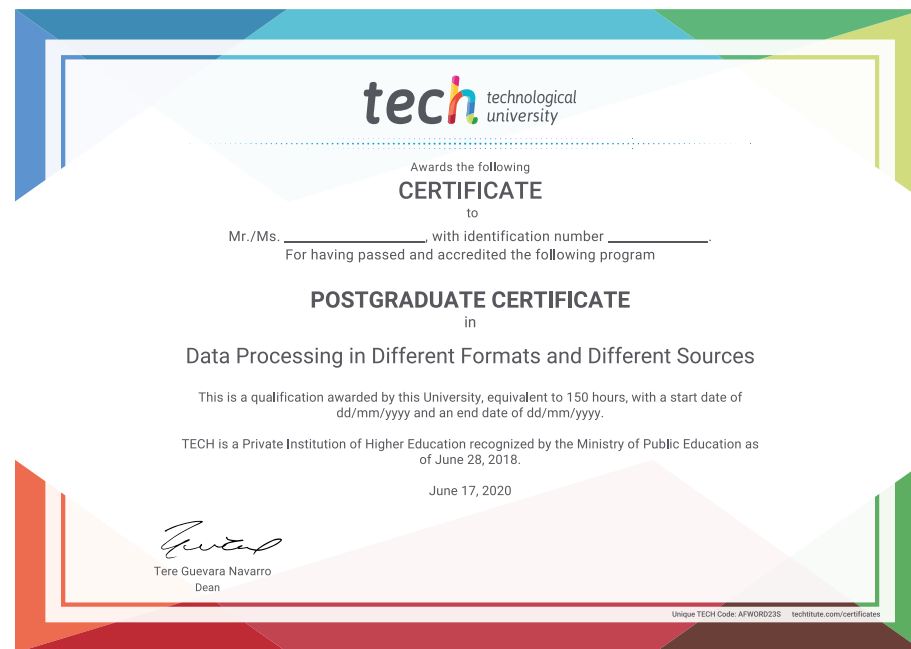 tech technological
university
Awards the following
CERTIFICATE
to
Mr./Ms. ____________, with identification number _________.
For having passed and accredited the following program
POSTGRADUATE CERTIFICATE
in
Data Processing in Different Formats and Different Sources
This is a qualification awarded by this University, equivalent to 150 hours, with a start date of
dd/mm/yyyy and an end date of dd/mm/yyyy.
TECH is a Private Institution of Higher Education recognized by the Ministry of Public Education as
of June 28, 2018.
June 17, 2020
Tere Guevara Navarro
Dean
Unique TECH Code: AFWORD23S techtitute.com/certificates